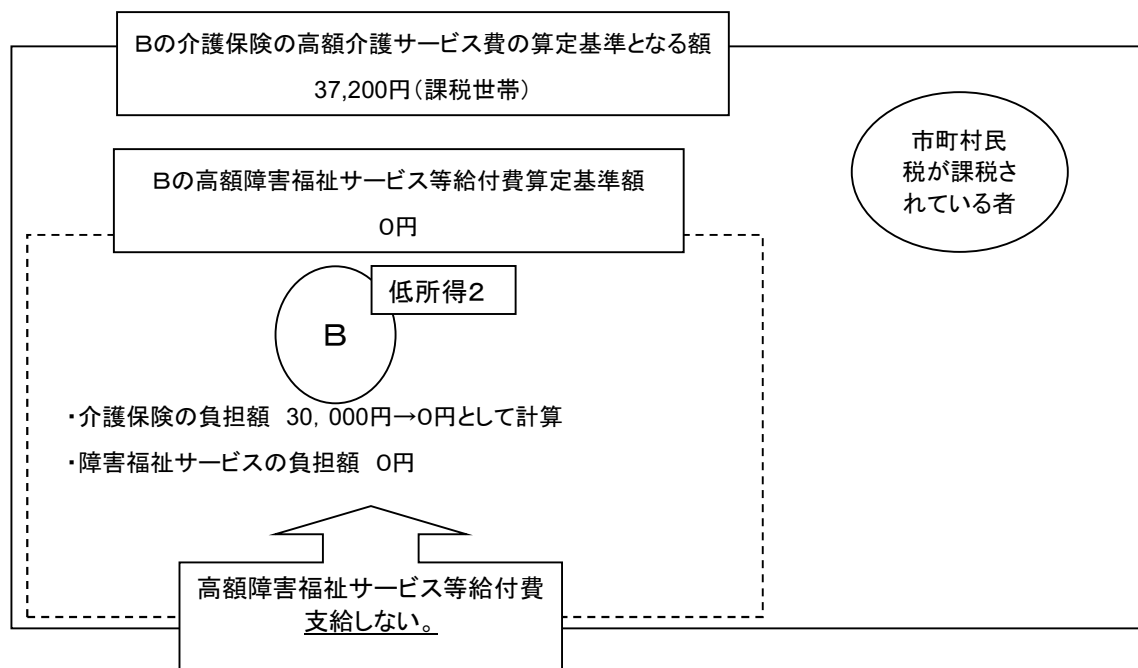 Bの介護保険の高額介護サービス費の算定基準となる額
37,200円(課税世帯)
市町村民
税が課税さ
れている者
Bの高額障害福祉サービス等給付費算定基準額
0円
低所得2
B
・介護保険の負担額 30,000円→0円として計算
・障害福祉サービスの負担額 0円
高額障害福祉サービス等給付費
支給しない。